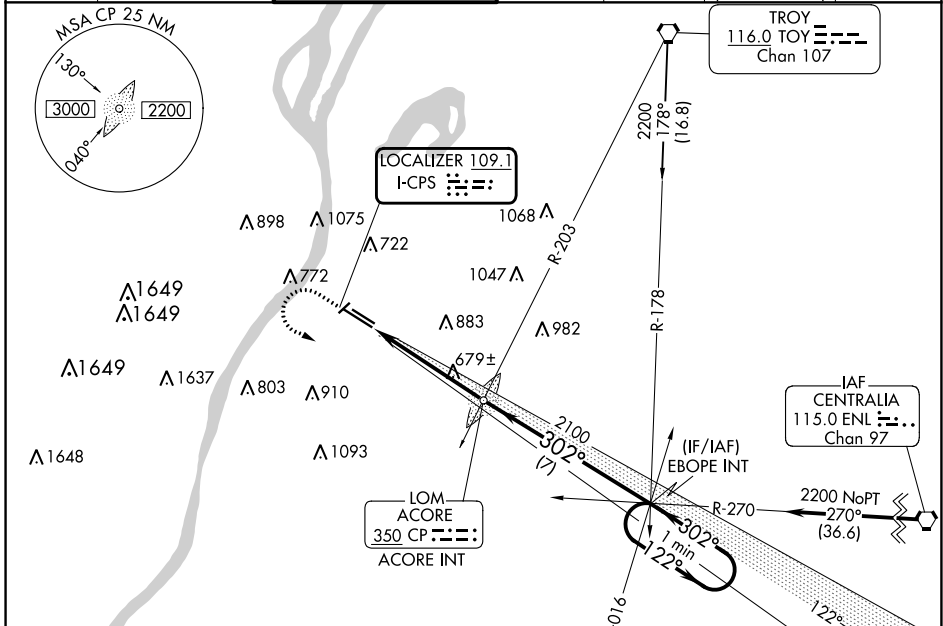 MSA CP 25 NM
130°
3000
2200
040°
TROY
116.0 TOY
Chan 107
2200
178°
(16.8)
LOCALIZER 109.1
I-CPS
898
1075
722
1068
R-203
772
1047
R-178
1649
1649
883
982
679±
1649
1637
803
910
IAF
CENTRALIA
115.0 ENL
Chan 97
2100
302°
(7)
(IF/IAF)
EBOPE INT
1648
1093
LOM
ACORE
350 CP
ACORE INT
R-270
2200 NoPT
270°
(36.6)
302°
1 min
122°
-016
122°